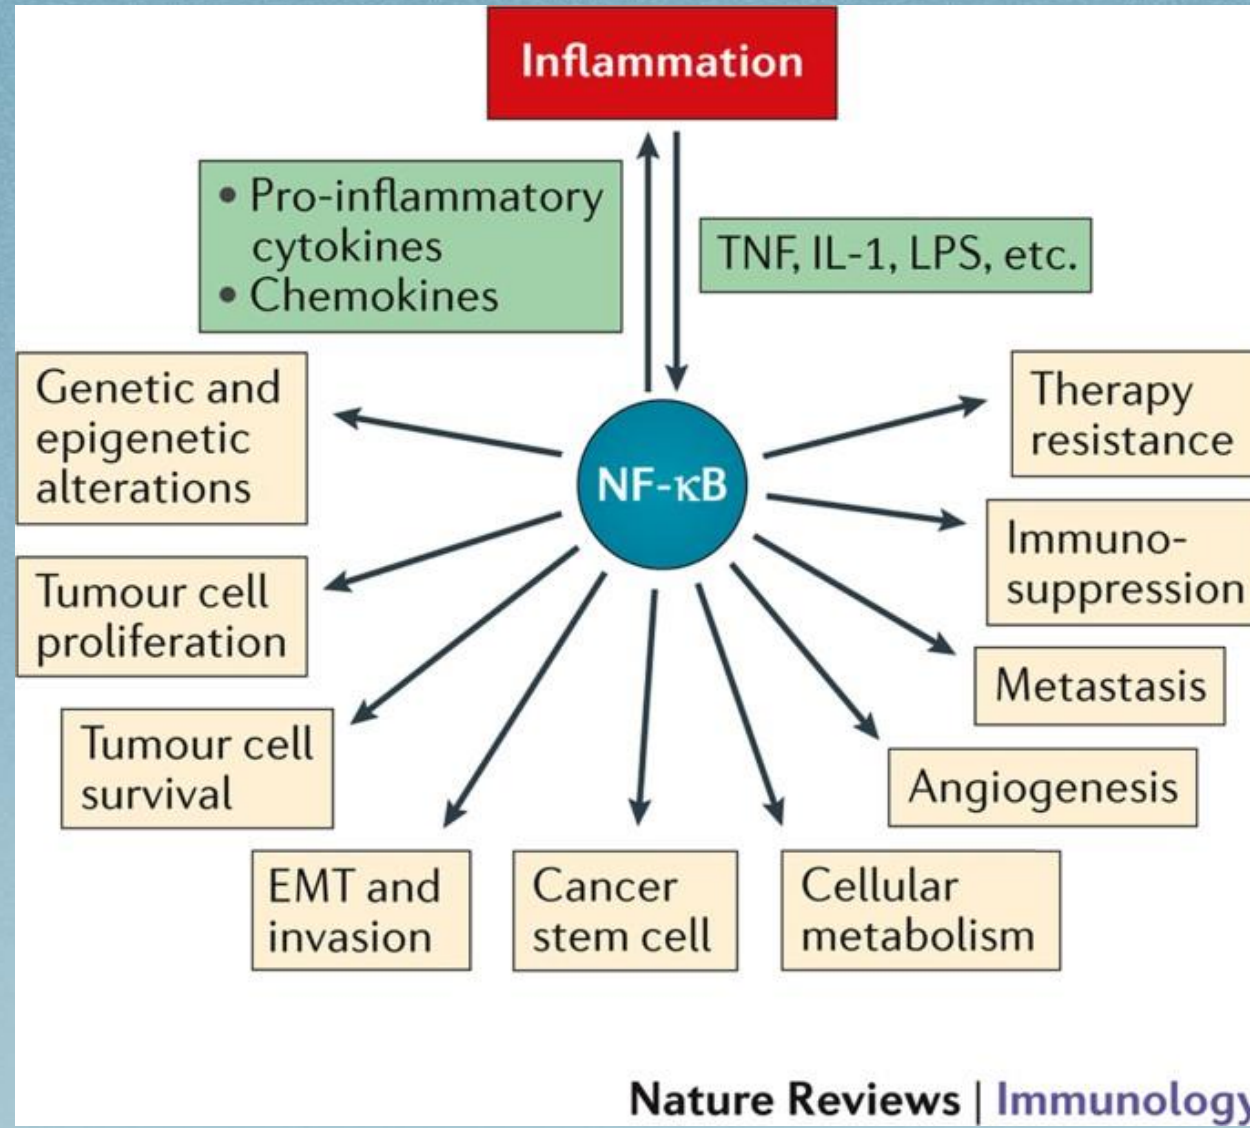 Inflammation
• Pro-inflammatory
cytokines
• Chemokines
TNF, IL-1, LPS, etc.
Genetic and
epigenetic
alterations
Therapy
resistance
NF-κB
Immuno-
suppression
Tumour cell
proliferation
Metastasis
Tumour cell
survival
Angiogenesis
EMT and
invasion
Cancer
stem cell
Cellular
metabolism
Nature Reviews | Immunology